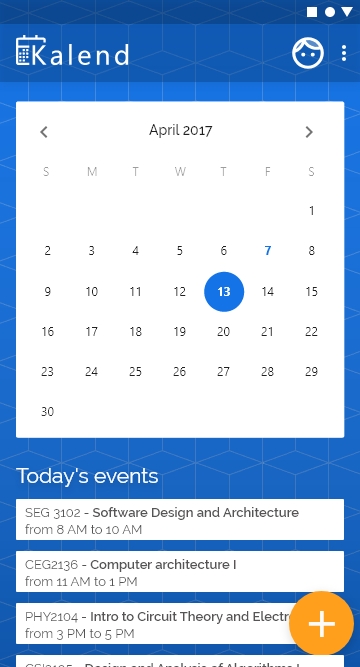 Kalend
April 2017
S M T W T F S
1
2 3 4 5 6 7 8
9 10 11 12 13 14 15
16 17 18 19 20 21 22
23 24 25 26 27 28 29
30
Today's events
SEG 3102 - Software Design and Architecture
from 8 AM to 10 AM
CEG2136 - Computer architecture I
from 11 AM to 1 PM
PHY2104 - Intro to Circuit Theory and Electro
from 3 PM to 5 PM